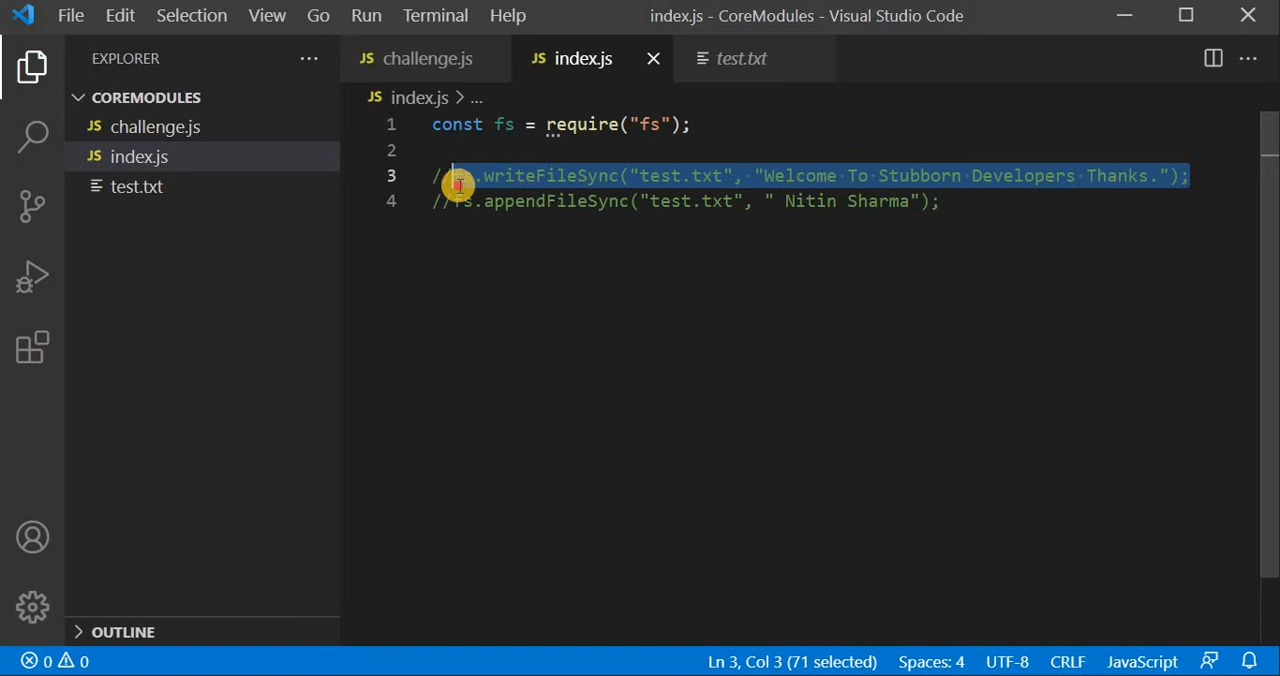 File Edit Selection View Go Run Terminal Help index.js - CoreModules - Visual Studio Code
EXPLORER
JS challenge.js JS index.js test.txt
COREMODULES
JS challenge.js
JS index.js
test.txt
JS index.js > ...
1 const fs = require("fs");
2
3 //fs.writeFileSync("test.txt", "Welcome To Stubborn Developers Thanks.");
4 //fs.appendFileSync("test.txt", " Nitin Sharma");
OUTLINE
0 0 Ln 3, Col 3 (71 selected) Spaces: 4 UTF-8 CRLF JavaScript